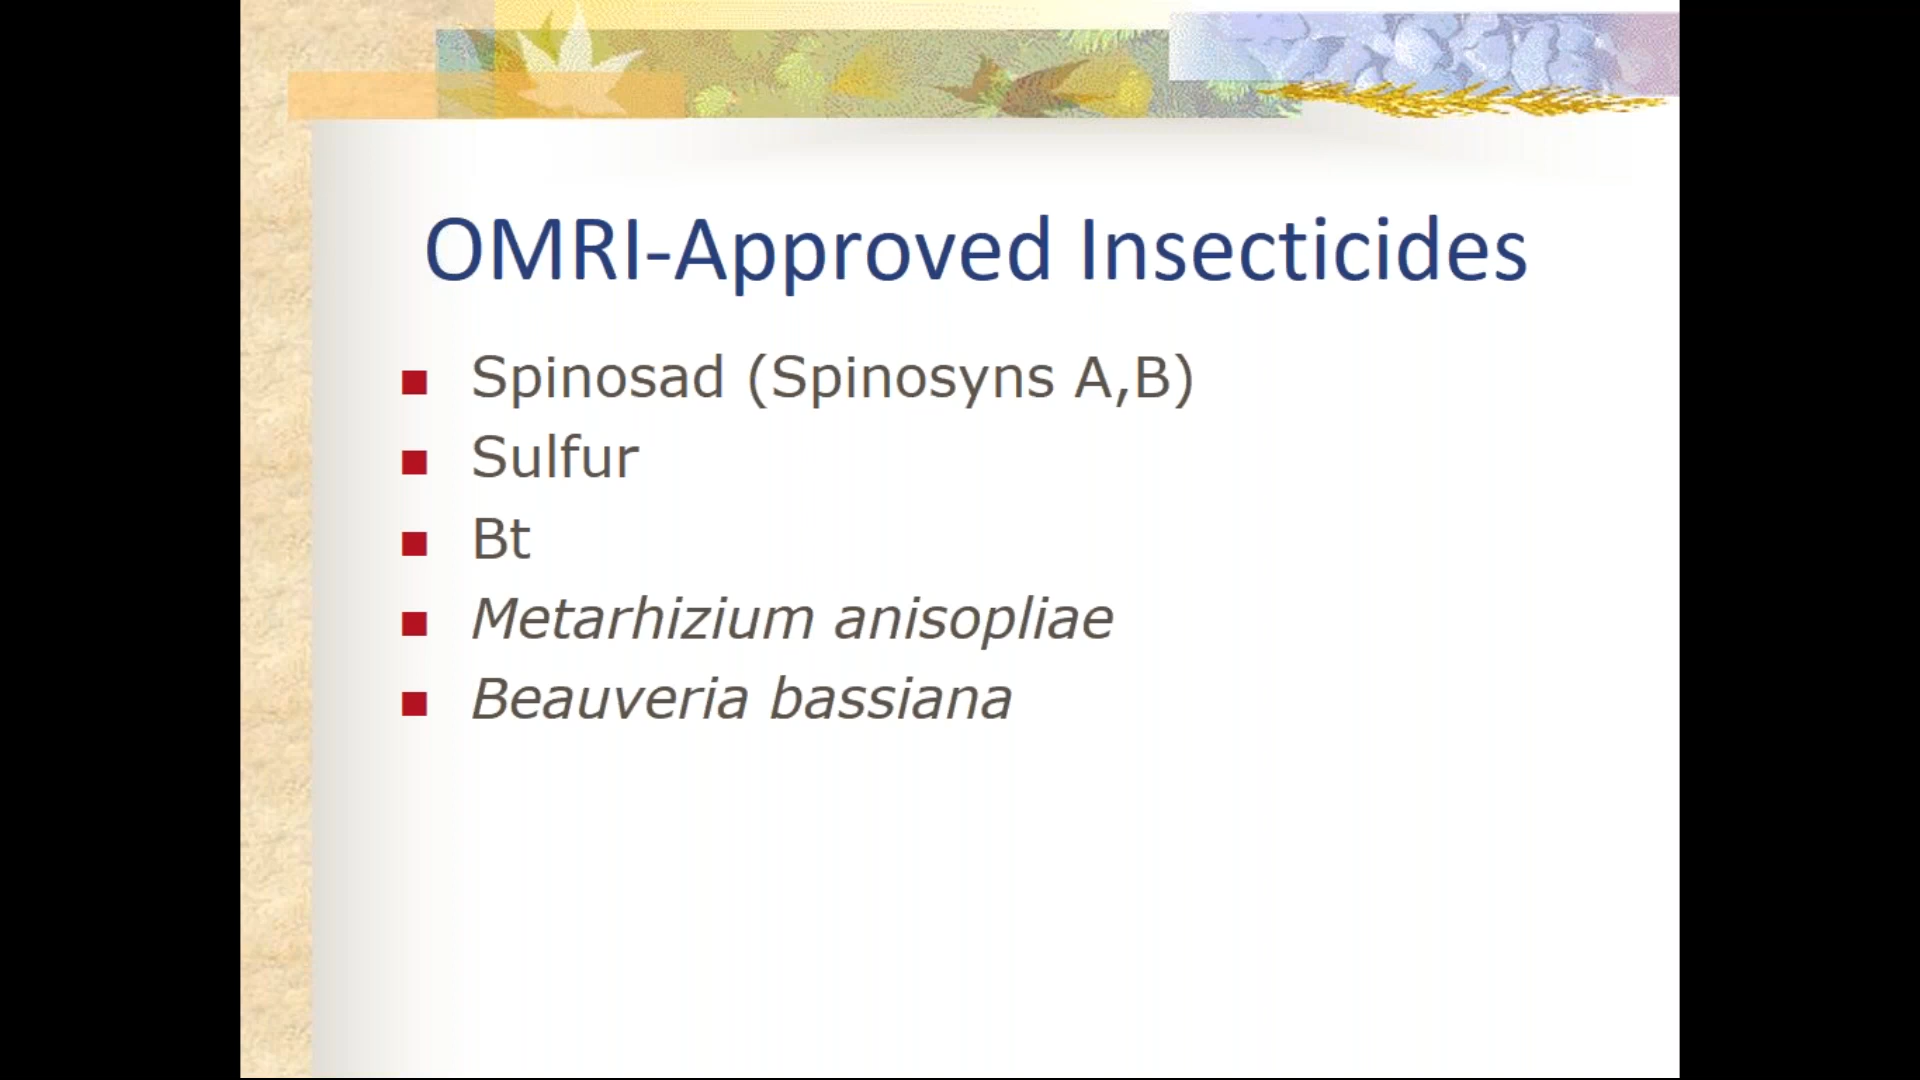 OMRI-Approved Insecticides
Spinosad (Spinosyns A,B)
Sulfur
Bt
Metarhizium anisopliae
Beauveria bassiana